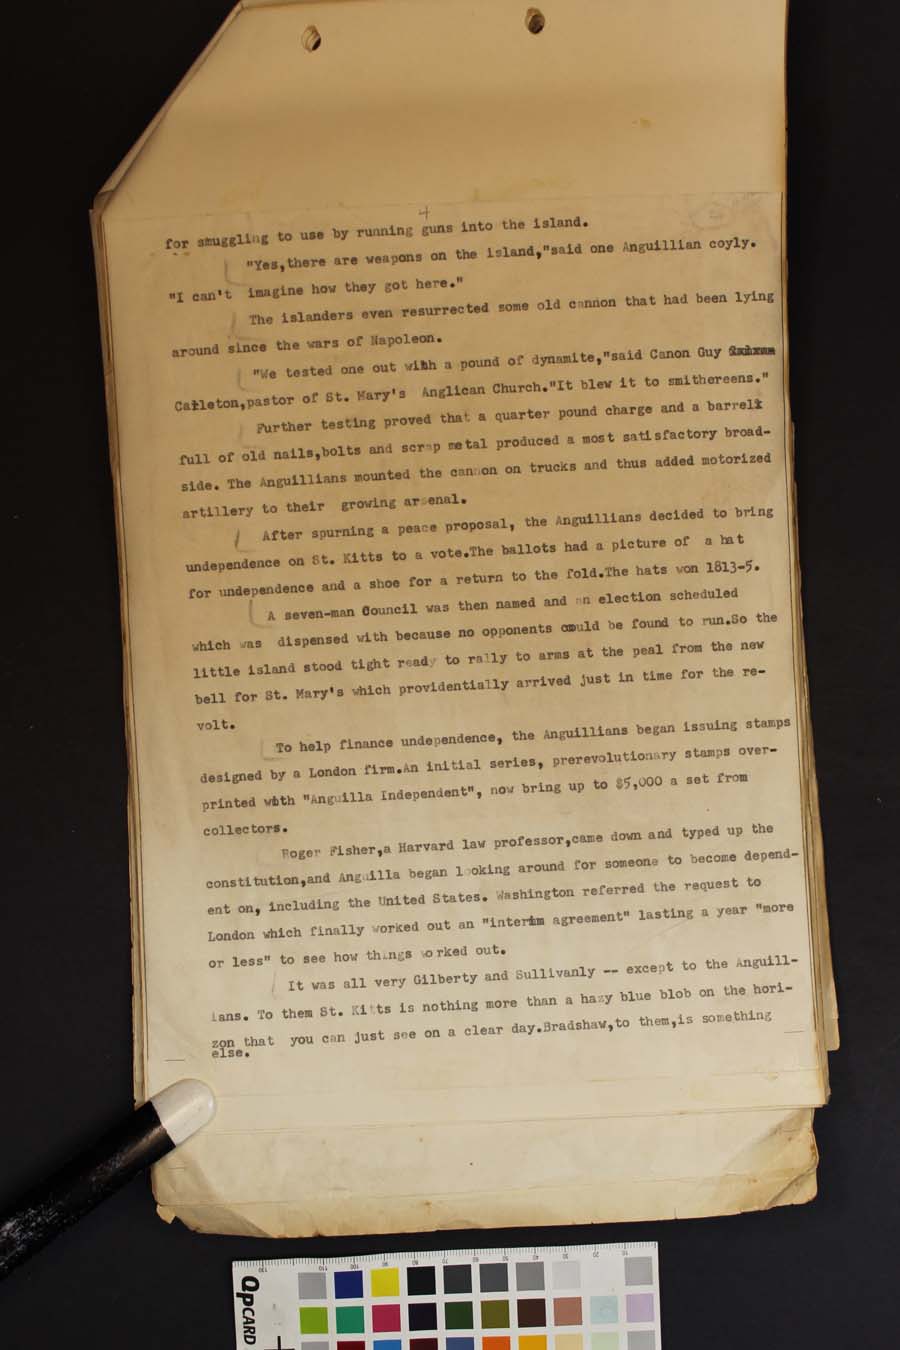 4
for smuggling to use by running guns into the island.
"Yes,there are weapons on the island,"said one Anguillian coyly.
"I can't imagine how they got here."
The islanders even resurrected some old cannon that had been lying
around since the wars of Napoleon.
"We tested one out with a pound of dynamite,"said Canon Guy
Carleton,pastor of St. Mary's Anglican Church."It blew it to smithereens."
Further testing proved that a quarter pound charge and a barrel
full of old nails,bolts and scrap metal produced a most satisfactory broad-
side. The Anguillians mounted the cannon on trucks and thus added motorized
artillery to their growing arsenal.
After spurning a peace proposal, the Anguillians decided to bring
undependence on St. Kitts to a vote.The ballots had a picture of a hat
for undependence and a shoe for a return to the fold.The hats won 1813-5.
A seven-man Council was then named and an election scheduled
which was dispensed with because no opponents could be found to run.So the
little island stood tight ready to rally to arms at the peal from the new
bell for St. Mary's which providentially arrived just in time for the re-
volt.
To help finance undependence, the Anguillians began issuing stamps
designed by a London firm.An initial series, prerevolutionary stamps over-
printed with "Anguilla Independent", now bring up to $5,000 a set from
collectors.
Roger Fisher,a Harvard law professor,came down and typed up the
constitution,and Anguilla began looking around for someone to become depend-
ent on, including the United States. Washington referred the request to
London which finally worked out an "interim agreement" lasting a year "more
or less" to see how things worked out.
It was all very Gilberty and Sullivanly -- except to the Anguill-
ians. To them St. Kitts is nothing more than a hazy blue blob on the hori-
zon that you can just see on a clear day.Bradshaw,to them,is something
else.
QPCARD
130 110 100 90 80 70 60 50 40 30 20 10